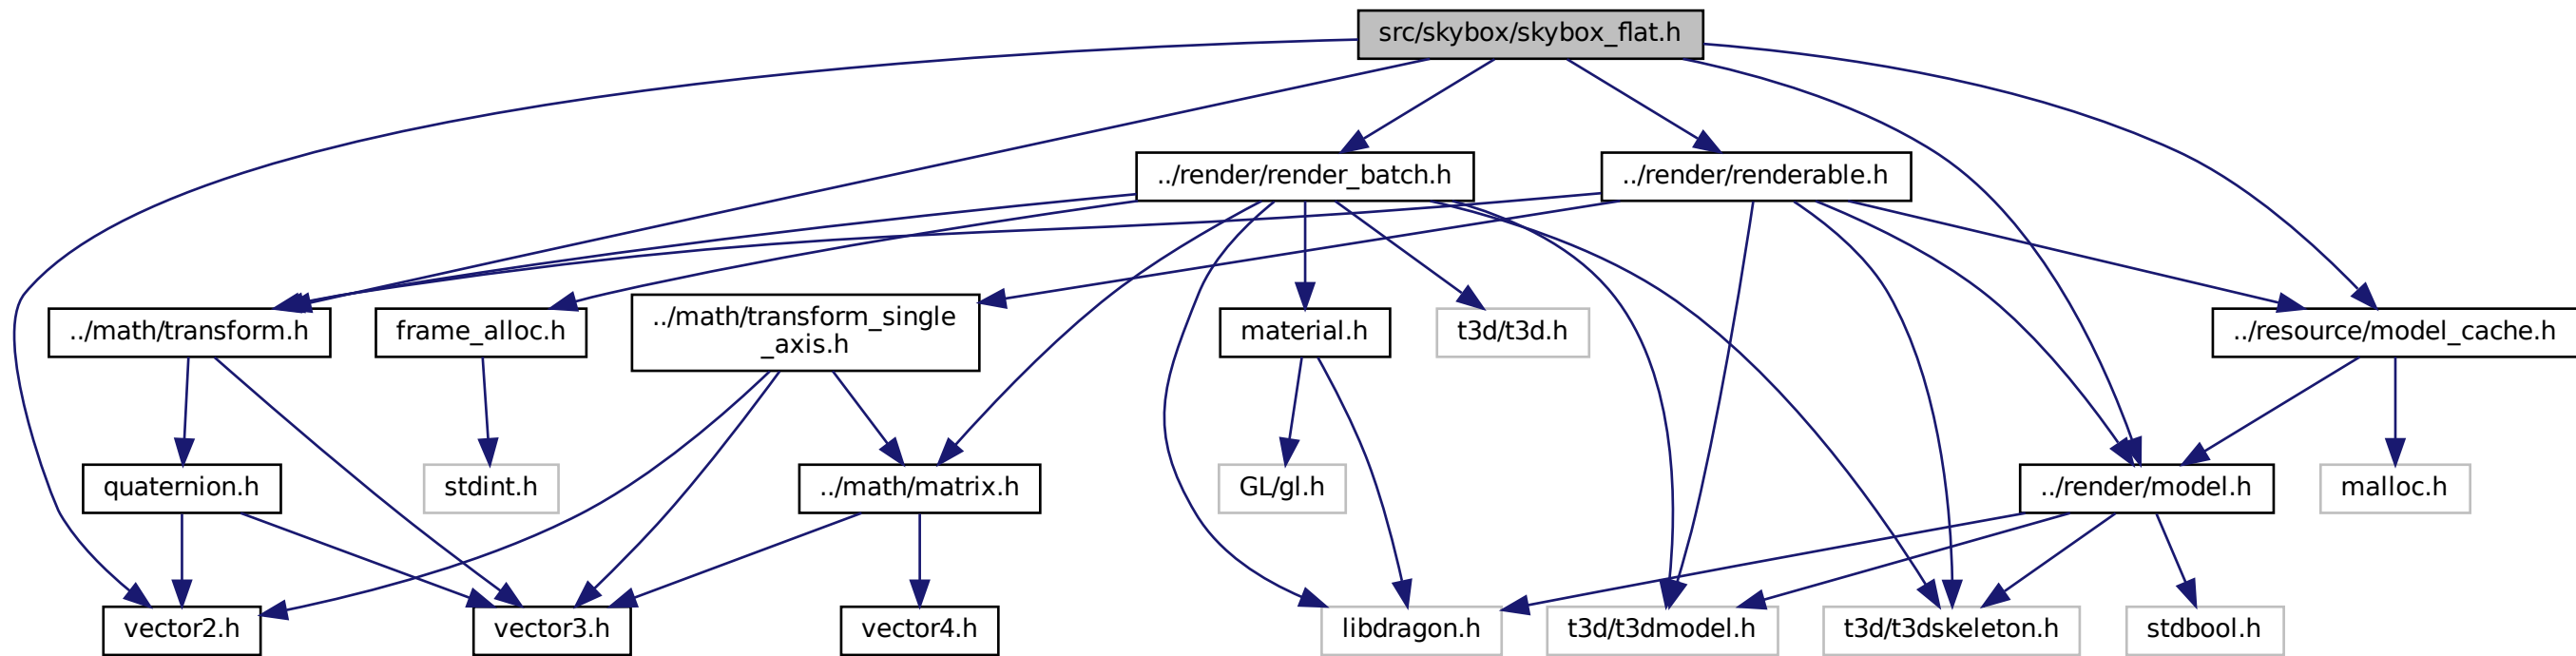 src/skybox/skybox_flat.h
../render/render_batch.h
../render/renderable.h
../math/transform.h
frame_alloc.h
../math/transform_single
_axis.h
material.h
t3d/t3d.h
../resource/model_cache.h
quaternion.h
stdint.h
../math/matrix.h
GL/gl.h
../render/model.h
malloc.h
vector2.h
vector3.h
vector4.h
libdragon.h
t3d/t3dmodel.h
t3d/t3dskeleton.h
stdbool.h